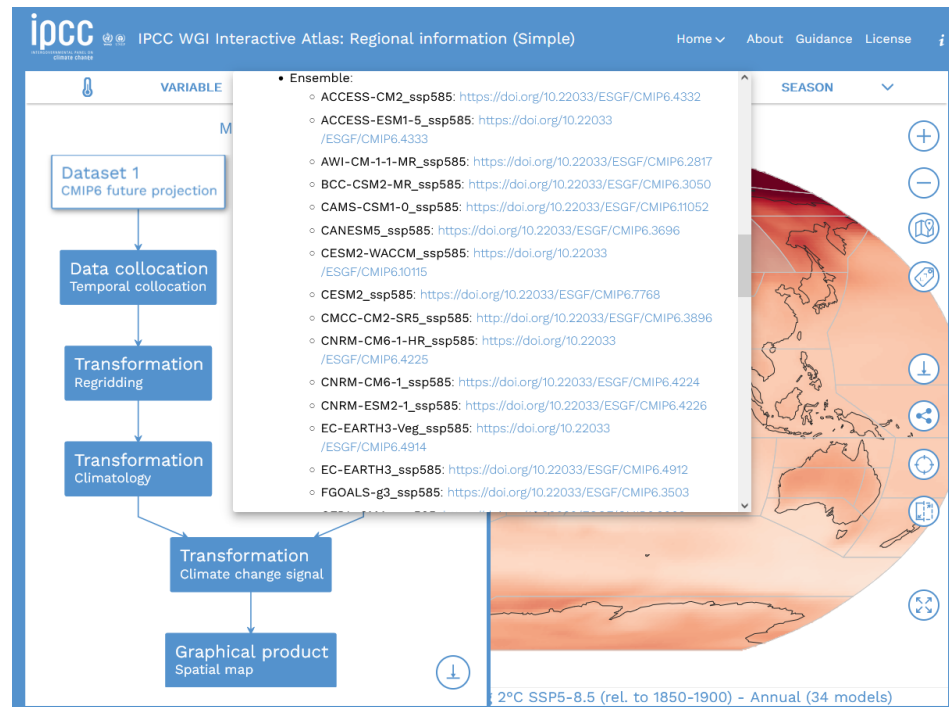 ipcc
INTERGOVERNMENTAL PANEL ON
climate change
IPCC WGI Interactive Atlas: Regional information (Simple)
Home
About
Guidance
License
i
VARIABLE
SEASON
M
Dataset 1
CMIP6 future projection
Data collocation
Temporal collocation
Transformation
Regridding
Transformation
Climatology
Transformation
Climate change signal
Graphical product
Spatial map
• Ensemble:
ACCESS-CM2_ssp585: https://doi.org/10.22033/ESGF/CMIP6.4332
ACCESS-ESM1-5_ssp585: https://doi.org/10.22033
/ESGF/CMIP6.4333
AWI-CM-1-1-MR_ssp585: https://doi.org/10.22033/ESGF/CMIP6.2817
BCC-CSM2-MR_ssp585: https://doi.org/10.22033/ESGF/CMIP6.3050
CAMS-CSM1-0_ssp585: https://doi.org/10.22033/ESGF/CMIP6.11052
CANESM5_ssp585: https://doi.org/10.22033/ESGF/CMIP6.3696
CESM2-WACCM_ssp585: https://doi.org/10.22033
/ESGF/CMIP6.10115
CESM2_ssp585: https://doi.org/10.22033/ESGF/CMIP6.7768
CMCC-CM2-SR5_ssp585: http://doi.org/10.22033/ESGF/CMIP6.3896
CNRM-CM6-1-HR_ssp585: https://doi.org/10.22033
/ESGF/CMIP6.4225
CNRM-CM6-1_ssp585: https://doi.org/10.22033/ESGF/CMIP6.4224
CNRM-ESM2-1_ssp585: https://doi.org/10.22033/ESGF/CMIP6.4226
EC-EARTH3-Veg_ssp585: https://doi.org/10.22033
/ESGF/CMIP6.4914
EC-EARTH3_ssp585: https://doi.org/10.22033/ESGF/CMIP6.4912
FGOALS-g3_ssp585: https://doi.org/10.22033/ESGF/CMIP6.3503
2°C SSP5-8.5 (rel. to 1850-1900) - Annual (34 models)